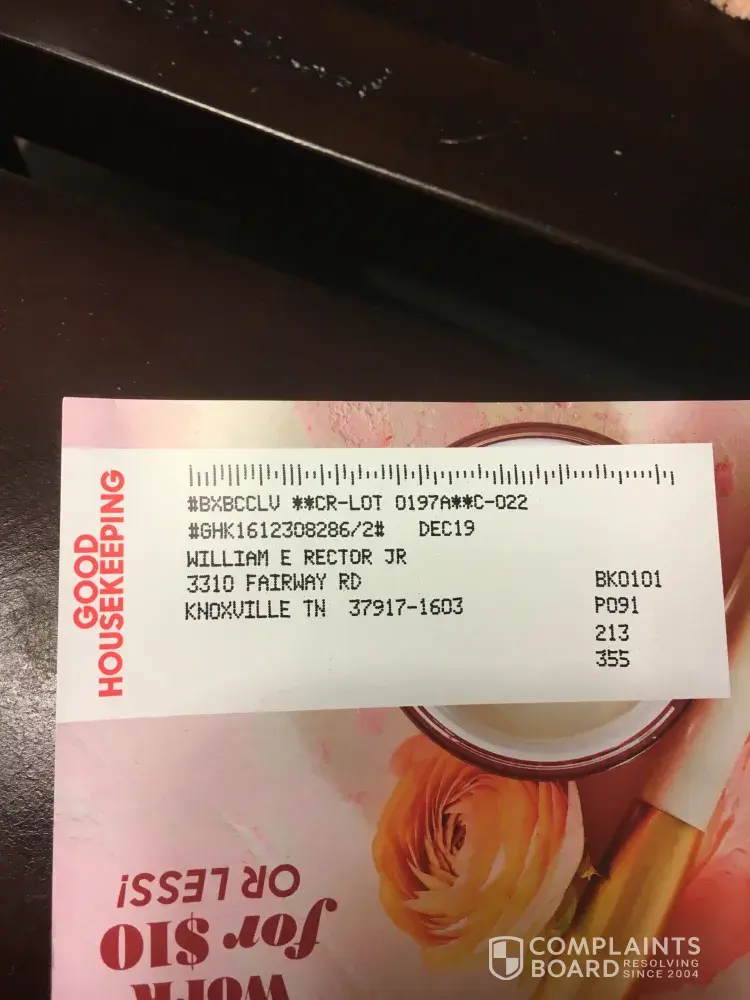 GOOD
HOUSEKEEPING
#BXBCCLV **CR-LOT 0197A**C-022
#GHK1612308286/2# DEC19
WILLIAM E RECTOR JR
3310 FAIRWAY RD BK0101
KNOXVILLE TN 37917-1603 P091
213
355
OR LESS!
for $10
work
COMPLAINTS
BOARD RESOLVING
SINCE 2004